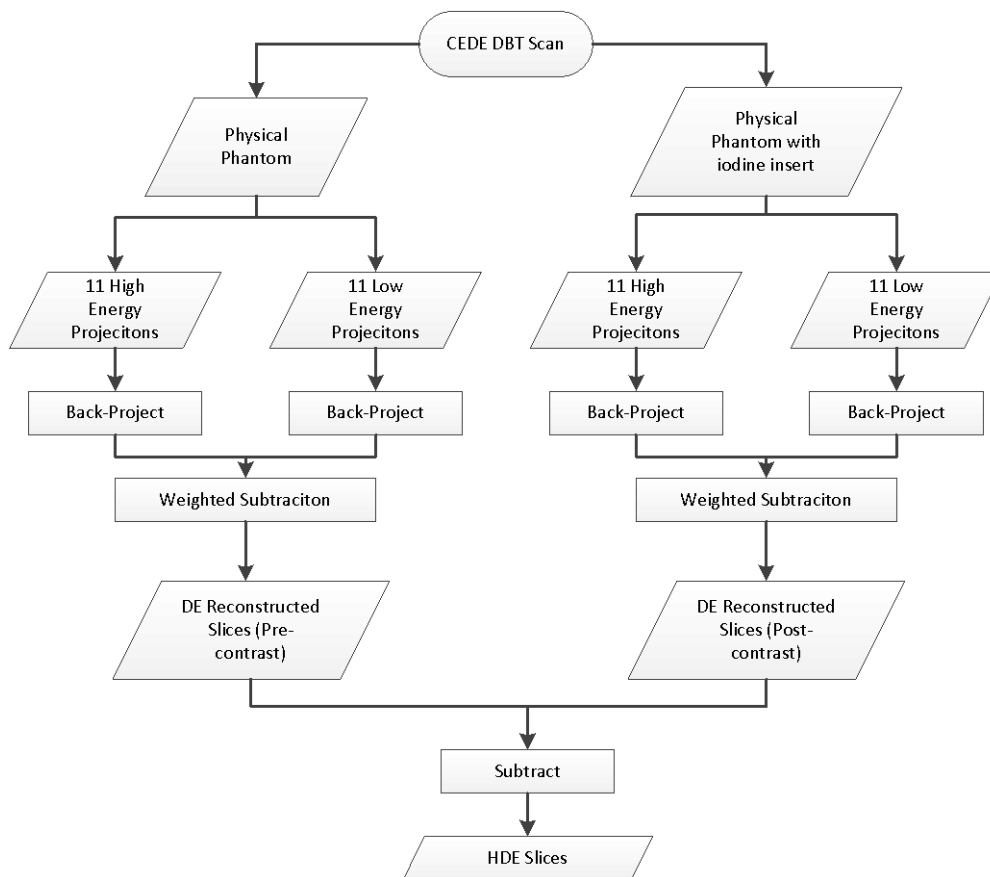 CEDE DBT Scan
Physical
Phantom
Physical
Phantom with
iodine insert
11 High
Energy
Projecitons
11 Low
Energy
Projecitons
11 High
Energy
Projecitons
11 Low
Energy
Projecitons
Back-Project
Back-Project
Back-Project
Back-Project
Weighted Subtraciton
Weighted Subtraciton
DE Reconstructed
Slices (Pre-
contrast)
DE Reconstructed
Slices (Post-
contrast)
Subtract
HDE Slices